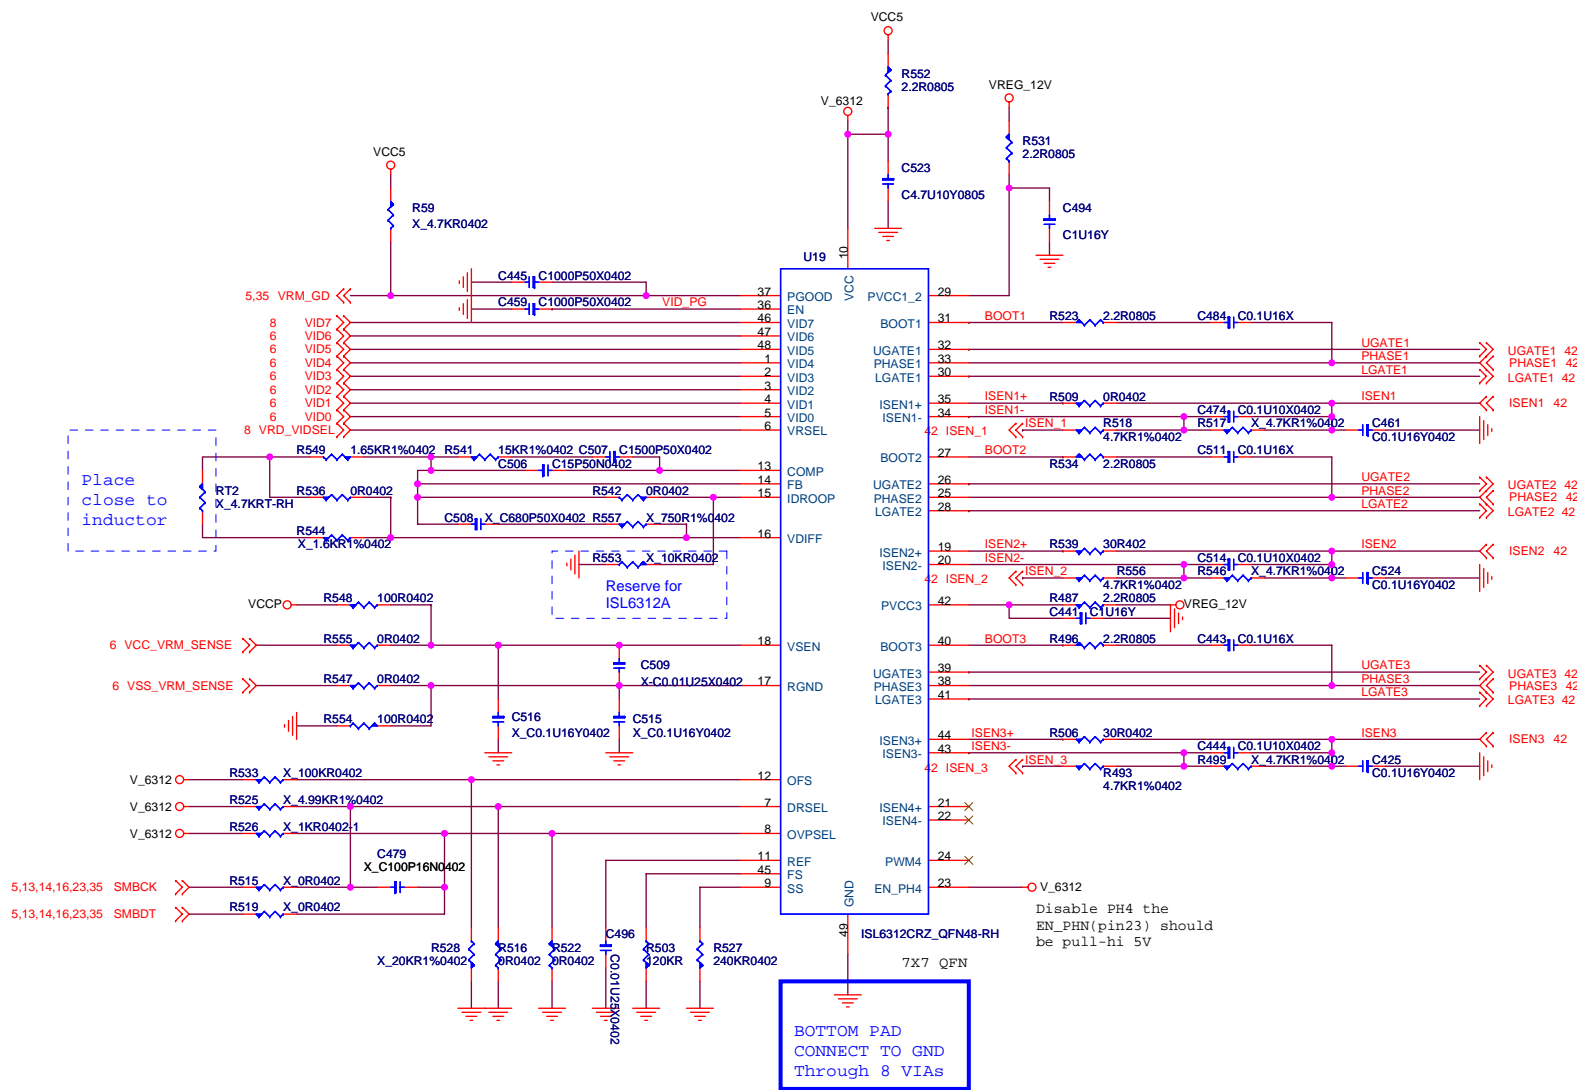 VCC5
R552
2.2R0805
VREG_12V
V_6312
R531
2.2R0805
VCC5
C523
C4.7U10Y0805
R59
X_4.7KR0402
C494
C1U16Y
U19
10
VCC
C445 C1000P50X0402
5,35 VRM_GD
37 PGOOD
PVCC1_2 29
C459 C1000P50X0402
VID_PG
36 EN
8 VID7
46 VID7
BOOT1 31 BOOT1
R523 2.2R0805
C484 C0.1U16X
6 VID6
47 VID6
6 VID5
48 VID5
UGATE1 32
UGATE1
UGATE1 42
6 VID4
1 VID4
PHASE1 33
PHASE1
PHASE1 42
6 VID3
2 VID3
LGATE1 30
LGATE1
LGATE1 42
6 VID2
3 VID2
6 VID1
4 VID1
ISEN1+ 35 ISEN1+
R509 0R0402
ISEN1
ISEN1 42
6 VID0
5 VID0
ISEN1- 34 ISEN1-
C474 C0.1U10X0402
8 VRD_VIDSEL
6 VRSEL
42 ISEN_1
ISEN_1
R518
4.7KR1%0402
R517 X_4.7KR1%0402
C461
C0.1U16Y0402
Place
close to
inductor
R549 1.65KR1%0402
R541 15KR1%0402
C507 C1500P50X0402
BOOT2 27 BOOT2
R534 2.2R0805
C511 C0.1U16X
C506 C15P50N0402
13 COMP
RT2
X_4.7KRT-RH
14 FB
UGATE2 26
UGATE2
UGATE2 42
R536 0R0402
R542 0R0402
15 IDROOP
PHASE2 25
PHASE2
PHASE2 42
LGATE2 28
LGATE2
LGATE2 42
C508 X_C680P50X0402
R557 X_750R1%0402
R544
X_1.6KR1%0402
16 VDIFF
R553 X_10KR0402
Reserve for
ISL6312A
ISEN2+ 19 ISEN2+
R539 30R402
ISEN2
ISEN2 42
ISEN2- 20 ISEN2-
C514 C0.1U10X0402
42 ISEN_2
ISEN_2
R556
4.7KR1%0402
R546 X_4.7KR1%0402
C524
C0.1U16Y0402
VCCP
R548 100R0402
PVCC3 42
R487 2.2R0805
VREG_12V
C441 C1U16Y
6 VCC_VRM_SENSE
R555 0R0402
18 VSEN
BOOT3 40 BOOT3
R496 2.2R0805
C443 C0.1U16X
C509
X-C0.01U25X0402
UGATE3 39
UGATE3
UGATE3 42
6 VSS_VRM_SENSE
R547 0R0402
17 RGND
PHASE3 38
PHASE3
PHASE3 42
LGATE3 41
LGATE3
LGATE3 42
R554 100R0402
C516
X_C0.1U16Y0402
C515
X_C0.1U16Y0402
ISEN3+ 44 ISEN3+
R506 30R0402
ISEN3
ISEN3 42
ISEN3- 43 ISEN3-
C444 C0.1U10X0402
42 ISEN_3
ISEN_3
R493
4.7KR1%0402
R499 X_4.7KR1%0402
C425
C0.1U16Y0402
V_6312
R533 X_100KR0402
12 OFS
V_6312
R525 X_4.99KR1%0402
7 DRSEL
ISEN4+ 21
ISEN4- 22
V_6312
R526 X_1KR0402-1
8 OVPSEL
C479
X_C100P16N0402
11 REF
PWM4 24
45 FS
5,13,14,16,23,35 SMBCK
R515 X_0R0402
9 SS
GND
EN_PH4 23
V_6312
5,13,14,16,23,35 SMBDT
R519 X_0R0402
Disable PH4 the
EN_PHN(pin23) should
be pull-hi 5V
49
ISL6312CRZ_QFN48-RH
7X7 QFN
R528
X_20KR1%0402
R516
0R0402
R522
0R0402
C496
C0.01U25X0402
R503
120KR
R527
240KR0402
BOTTOM PAD
CONNECT TO GND
Through 8 VIAs